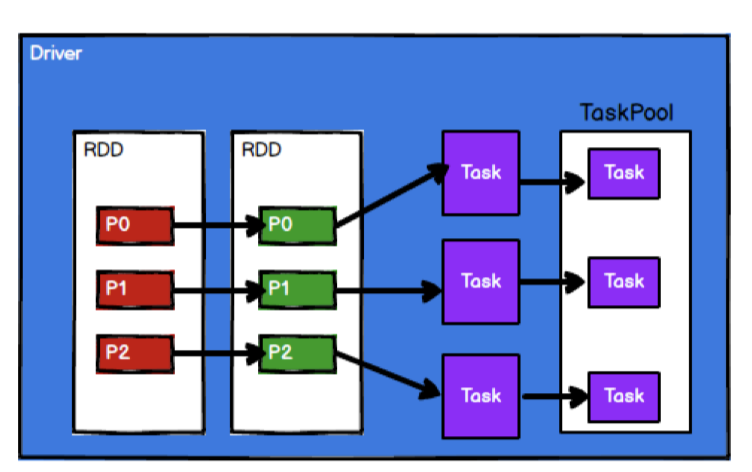 Driver
TaskPool
RDD
RDD
Task
Task
P0
P0
P1
P1
Task
Task
P2
P2
Task
Task